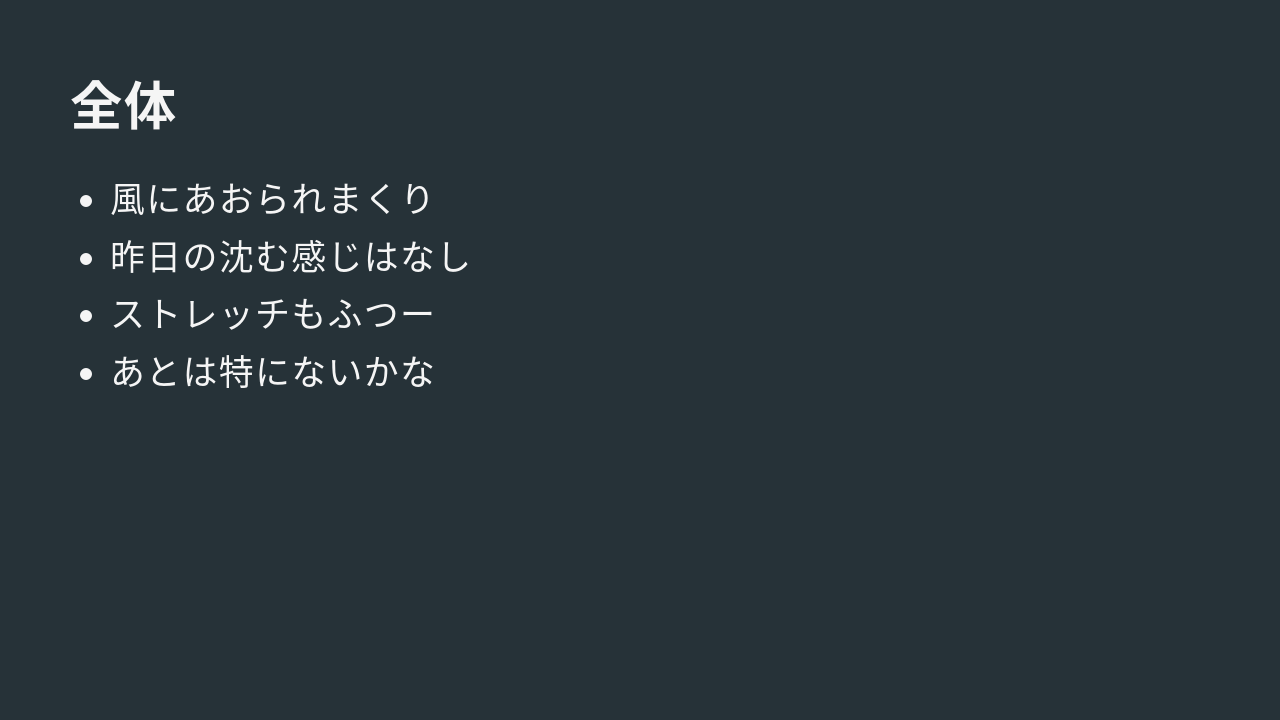 全体
風にあおられまくり
昨日の沈む感じはなし
ストレッチもふつー
あとは特にないかな